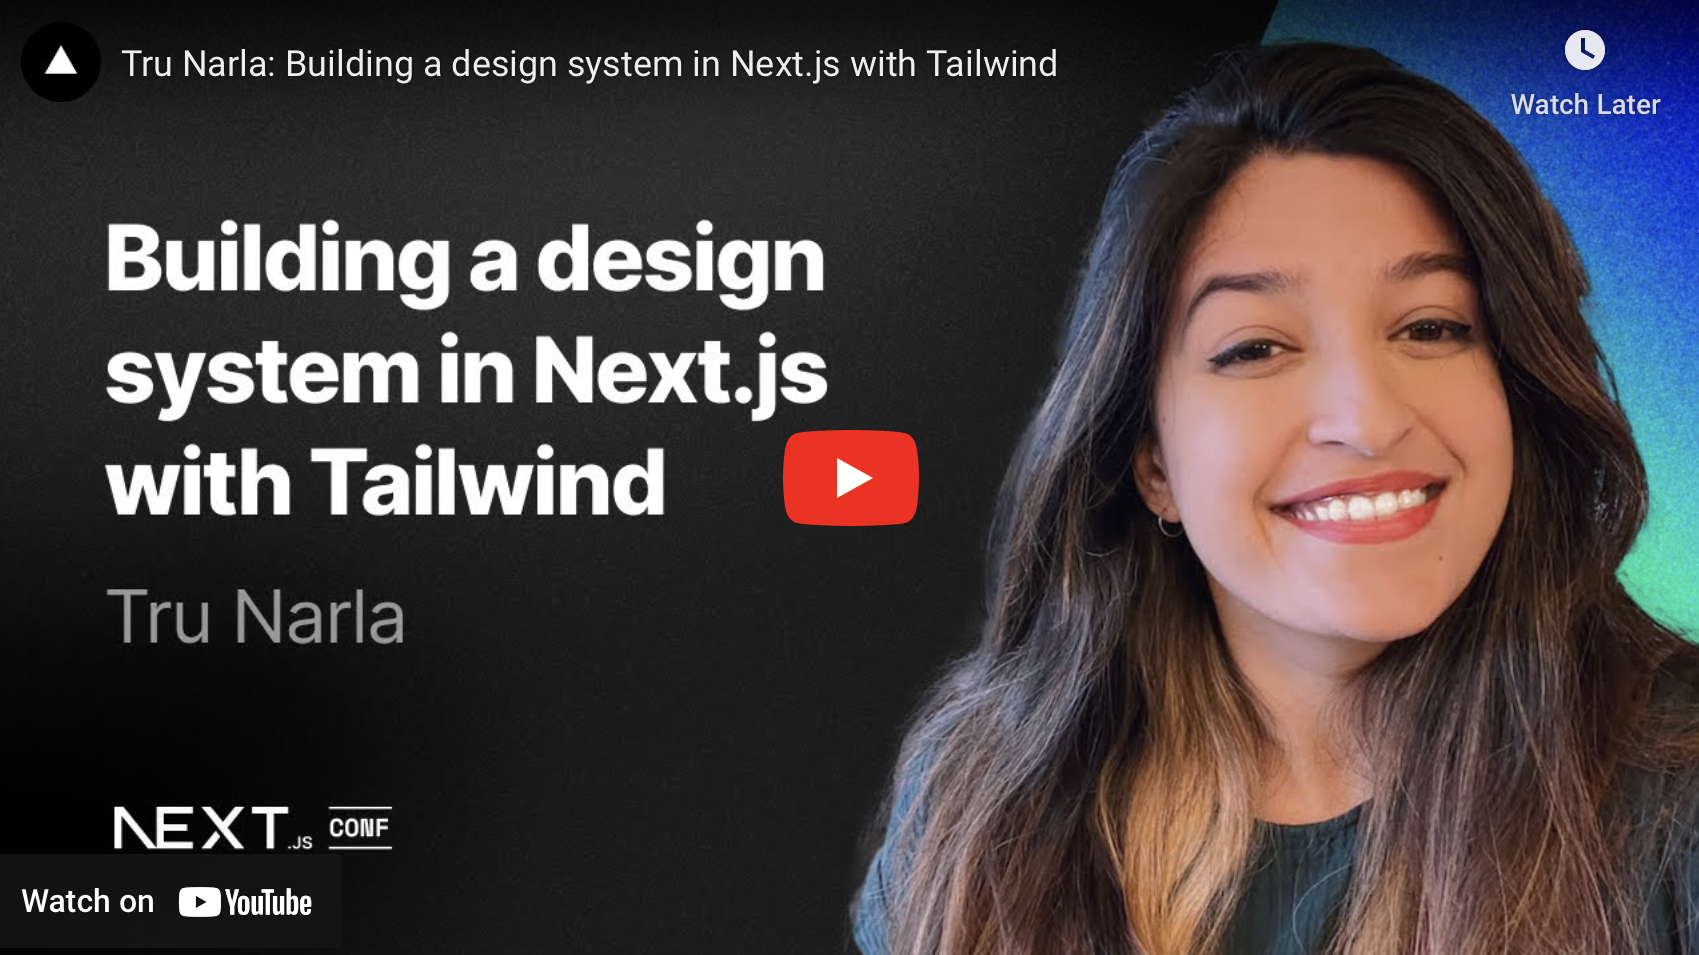 Tru Narla: Building a design system in Next.js with Tailwind
Watch Later
Building a design
system in Next.js
with Tailwind
Tru Narla
NEXT.JS CONF
Watch on YouTube